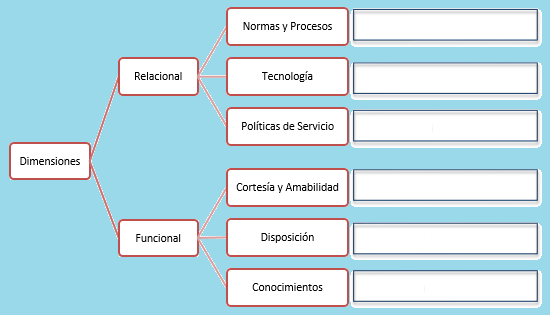 Normas y Procesos
Relacional
Tecnología
Políticas de Servicio
Dimensiones
Cortesía y Amabilidad
Funcional
Disposición
Conocimientos